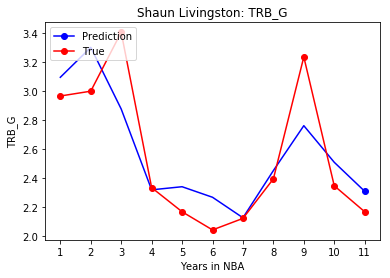 Shaun Livingston: TRB_G
Prediction
True
TRB_G
3.4
3.2
3.0
2.8
2.6
2.4
2.2
2.0
1 2 3 4 5 6 7 8 9 10 11
Years in NBA